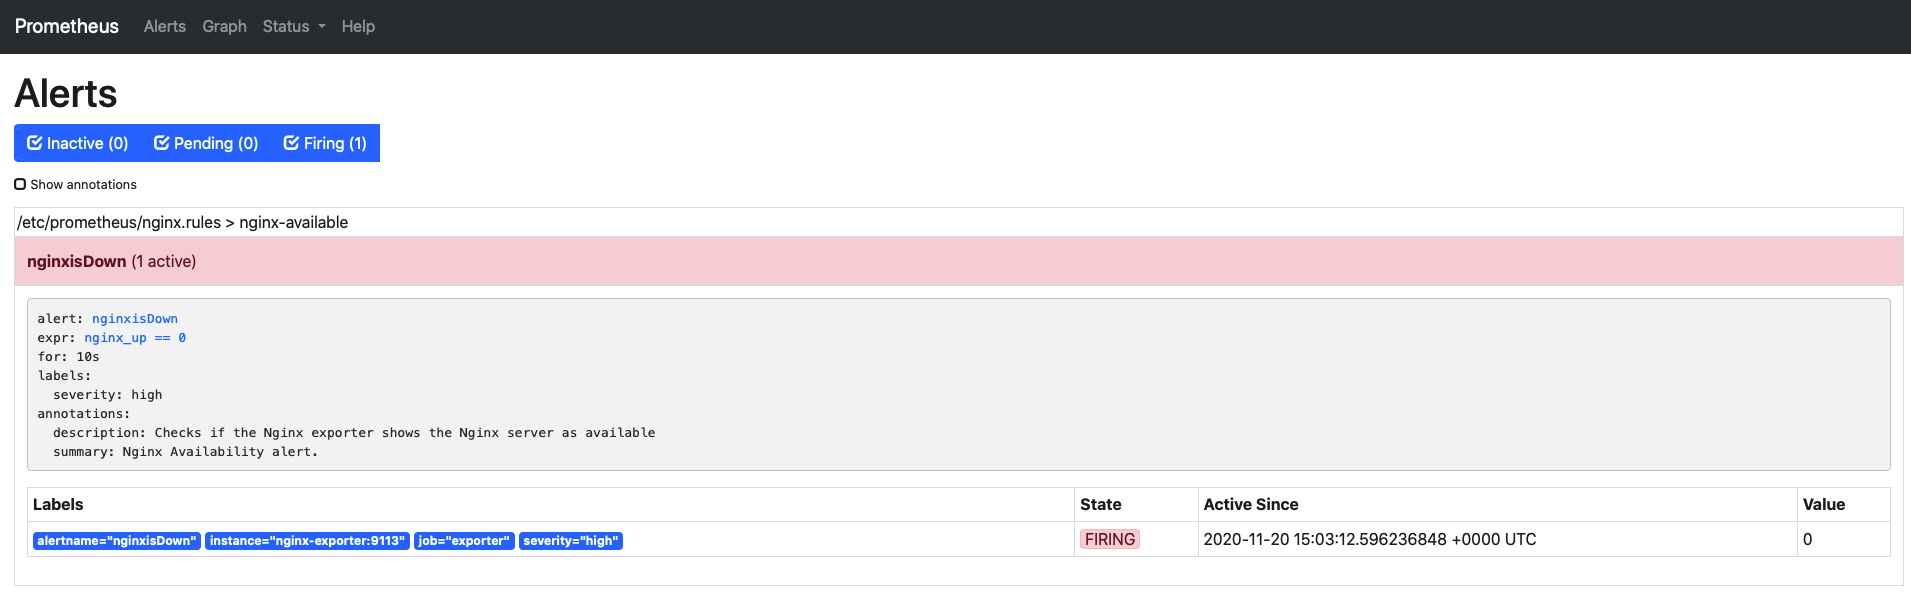 Prometheus Alerts Graph Status Help
Alerts
Inactive (0) Pending (0) Firing (1)
Show annotations
/etc/prometheus/nginx.rules > nginx-available
nginxisDown (1 active)
alert: nginxisDown
expr: nginx_up == 0
for: 10s
labels:
  severity: high
annotations:
  description: Checks if the Nginx exporter shows the Nginx server as available
  summary: Nginx Availability alert.
Labels State Active Since Value
alertname="nginxisDown" instance="nginx-exporter:9113" job="exporter" severity="high" FIRING 2020-11-20 15:03:12.596236848 +0000 UTC 0